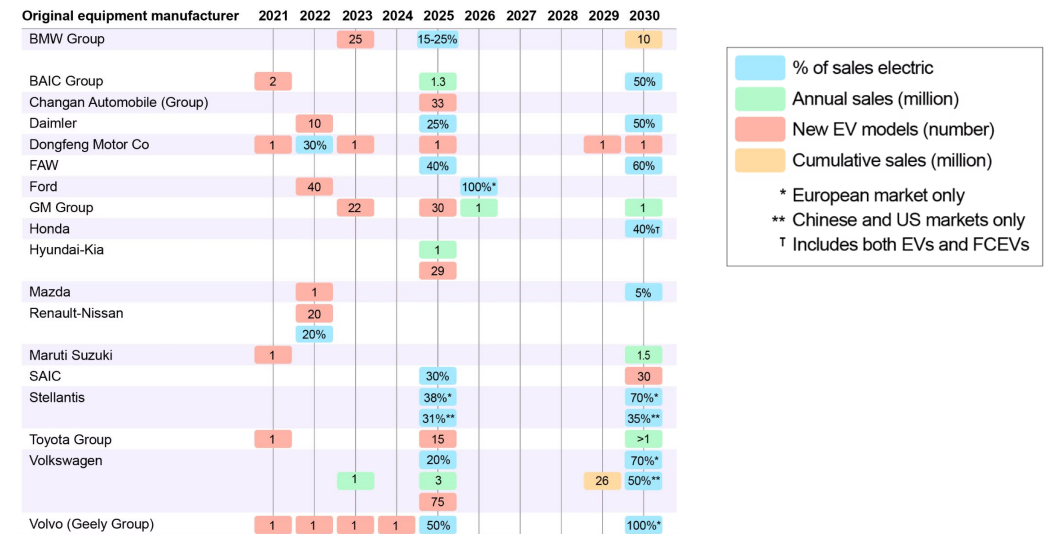 Original equipment manufacturer 2021 2022 2023 2024 2025 2026 2027 2028 2029 2030
BMW Group 25 15-25% 10
BAIC Group 2 1.3 50%
Changan Automobile (Group) 33
Daimler 10 25% 50%
Dongfeng Motor Co 1 30% 1 1 1 1
FAW 40% 60%
Ford 40 100%*
GM Group 22 30 1 1
Honda 40%т
Hyundai-Kia 1
29
Mazda 1 5%
Renault-Nissan 20
20%
Maruti Suzuki 1 1.5
SAIC 30% 30
Stellantis 38%* 70%*
31%** 35%**
Toyota Group 1 15 >1
Volkswagen 20% 70%*
1 3 26 50%**
75
Volvo (Geely Group) 1 1 1 1 50% 100%*
% of sales electric
Annual sales (million)
New EV models (number)
Cumulative sales (million)
* European market only
** Chinese and US markets only
т Includes both EVs and FCEVs